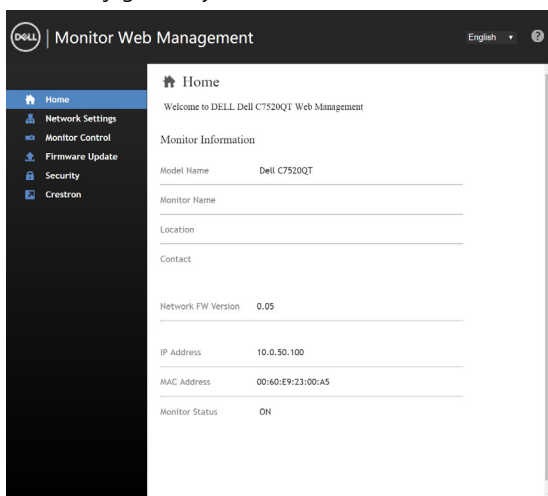 DELL | Monitor Web Management
English
?
Home
Network Settings
Monitor Control
Firmware Update
Security
Crestron
Home
Welcome to DELL Dell C7520QT Web Management
Monitor Information
Model Name Dell C7520QT
Monitor Name
Location
Contact
Network FW Version 0.05
IP Address 10.0.50.100
MAC Address 00:60:E9:23:00:A5
Monitor Status ON